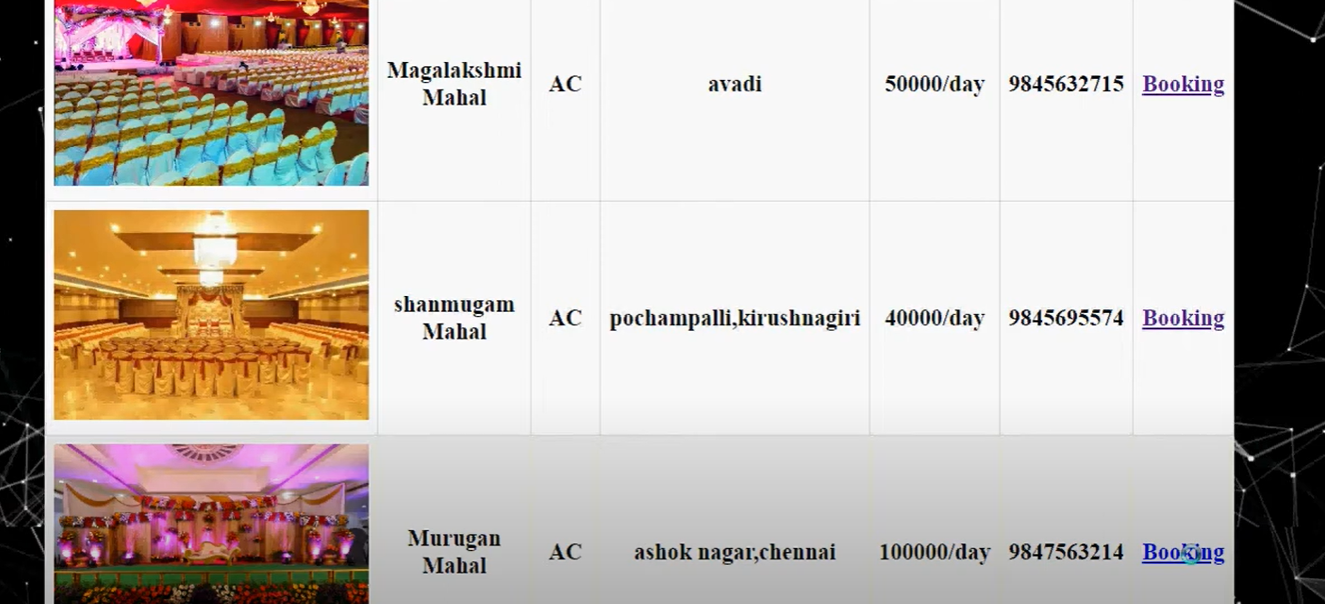 Magalakshmi
Mahal
AC
avadi
50000/day
9845632715
Booking
shanmugam
Mahal
AC
pochampalli,kirushnagiri
40000/day
9845695574
Booking
Murugan
Mahal
AC
ashok nagar,chennai
100000/day
9847563214
Booking